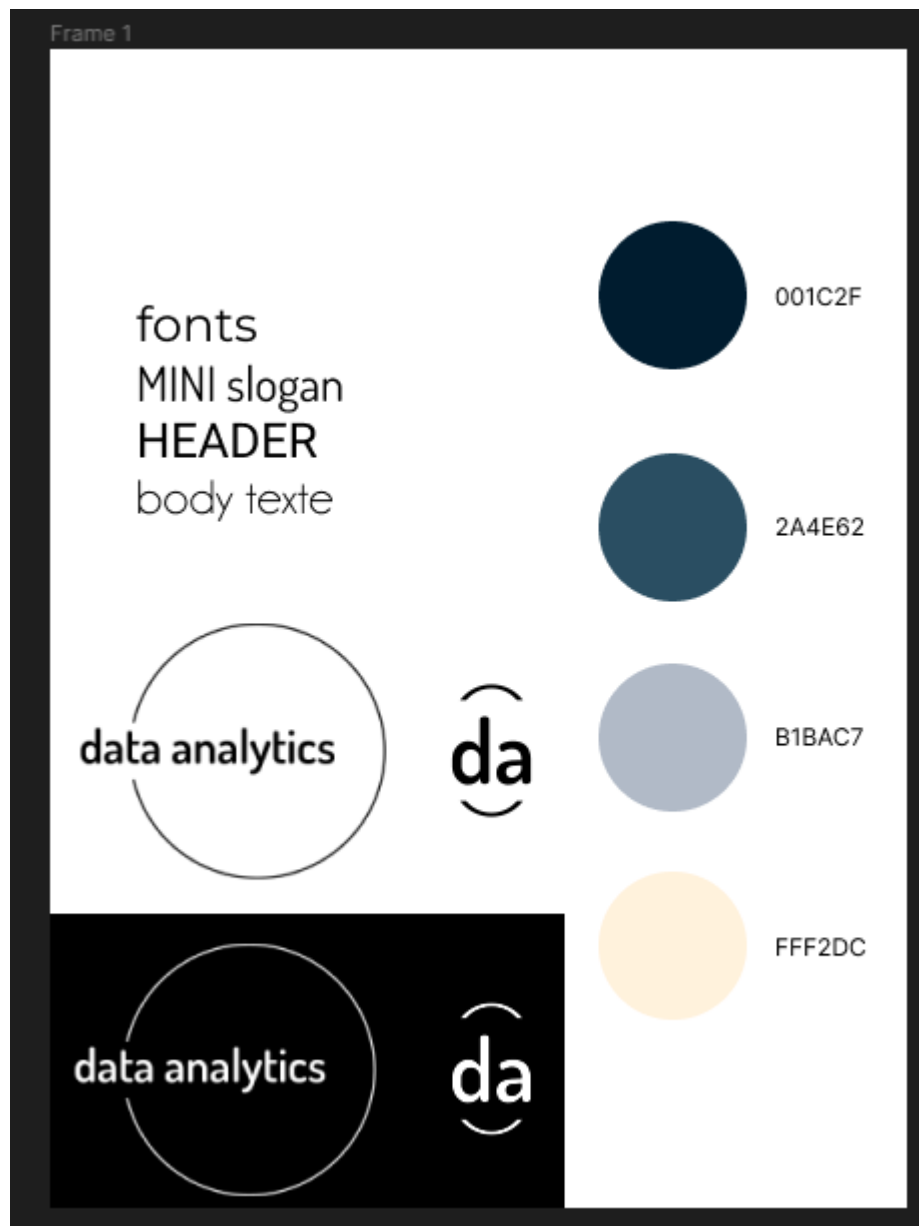 Frame 1
fonts
MINI slogan
HEADER
body texte
data analytics
da
data analytics
da
001C2F
2A4E62
B1BAC7
FFF2DC